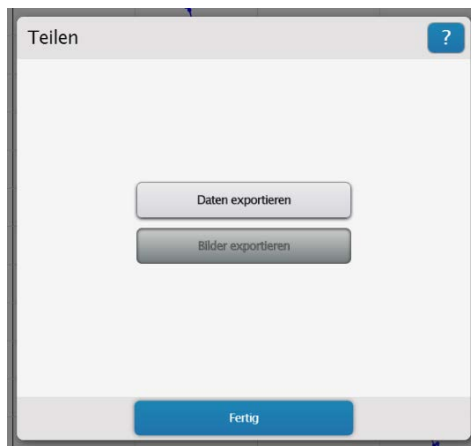 Teilen
?
Daten exportieren
Bilder exportieren
Fertig